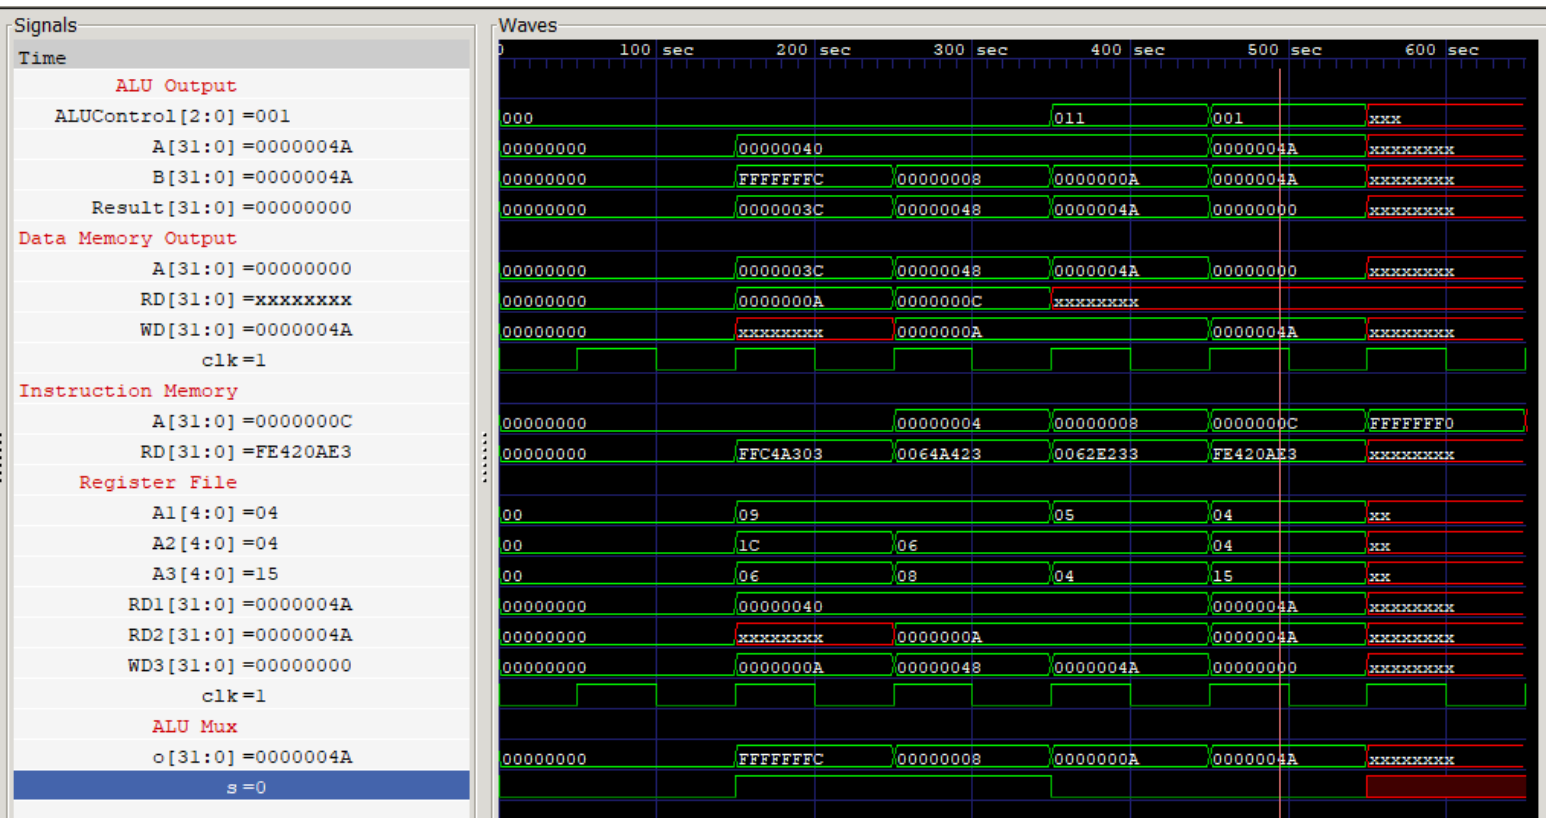 Signals
Waves
Time
0 100 sec 200 sec 300 sec 400 sec 500 sec 600 sec
ALU Output
ALUControl[2:0] =001 000 011 001 xxx
A[31:0] =0000004A 00000000 00000040 0000004A xxxxxxxx
B[31:0] =0000004A 00000000 FFFFFFFC 00000008 0000000A 0000004A xxxxxxxx
Result[31:0] =00000000 00000000 0000003C 00000048 0000004A 00000000 xxxxxxxx
Data Memory Output
A[31:0] =00000000 00000000 0000003C 00000048 0000004A 00000000 xxxxxxxx
RD[31:0] =xxxxxxxx 00000000 0000000A 0000000C xxxxxxxx
WD[31:0] =0000004A 00000000 xxxxxxxx 0000000A 0000004A xxxxxxxx
clk=1
Instruction Memory
A[31:0] =0000000C 00000000 00000004 00000008 0000000C FFFFFFF0
RD[31:0] =FE420AE3 00000000 FFC4A303 0064A423 0062E233 FE420AE3 xxxxxxxx
Register File
A1[4:0] =04 00 09 05 04 xx
A2[4:0] =04 00 1C 06 04 xx
A3[4:0] =15 00 06 08 04 15 xx
RD1[31:0] =0000004A 00000000 00000040 0000004A xxxxxxxx
RD2[31:0] =0000004A 00000000 xxxxxxxx 0000000A 0000004A xxxxxxxx
WD3[31:0] =00000000 00000000 0000000A 00000048 0000004A 00000000 xxxxxxxx
clk=1
ALU Mux
o[31:0] =0000004A 00000000 FFFFFFFC 00000008 0000000A 0000004A xxxxxxxx
s=0